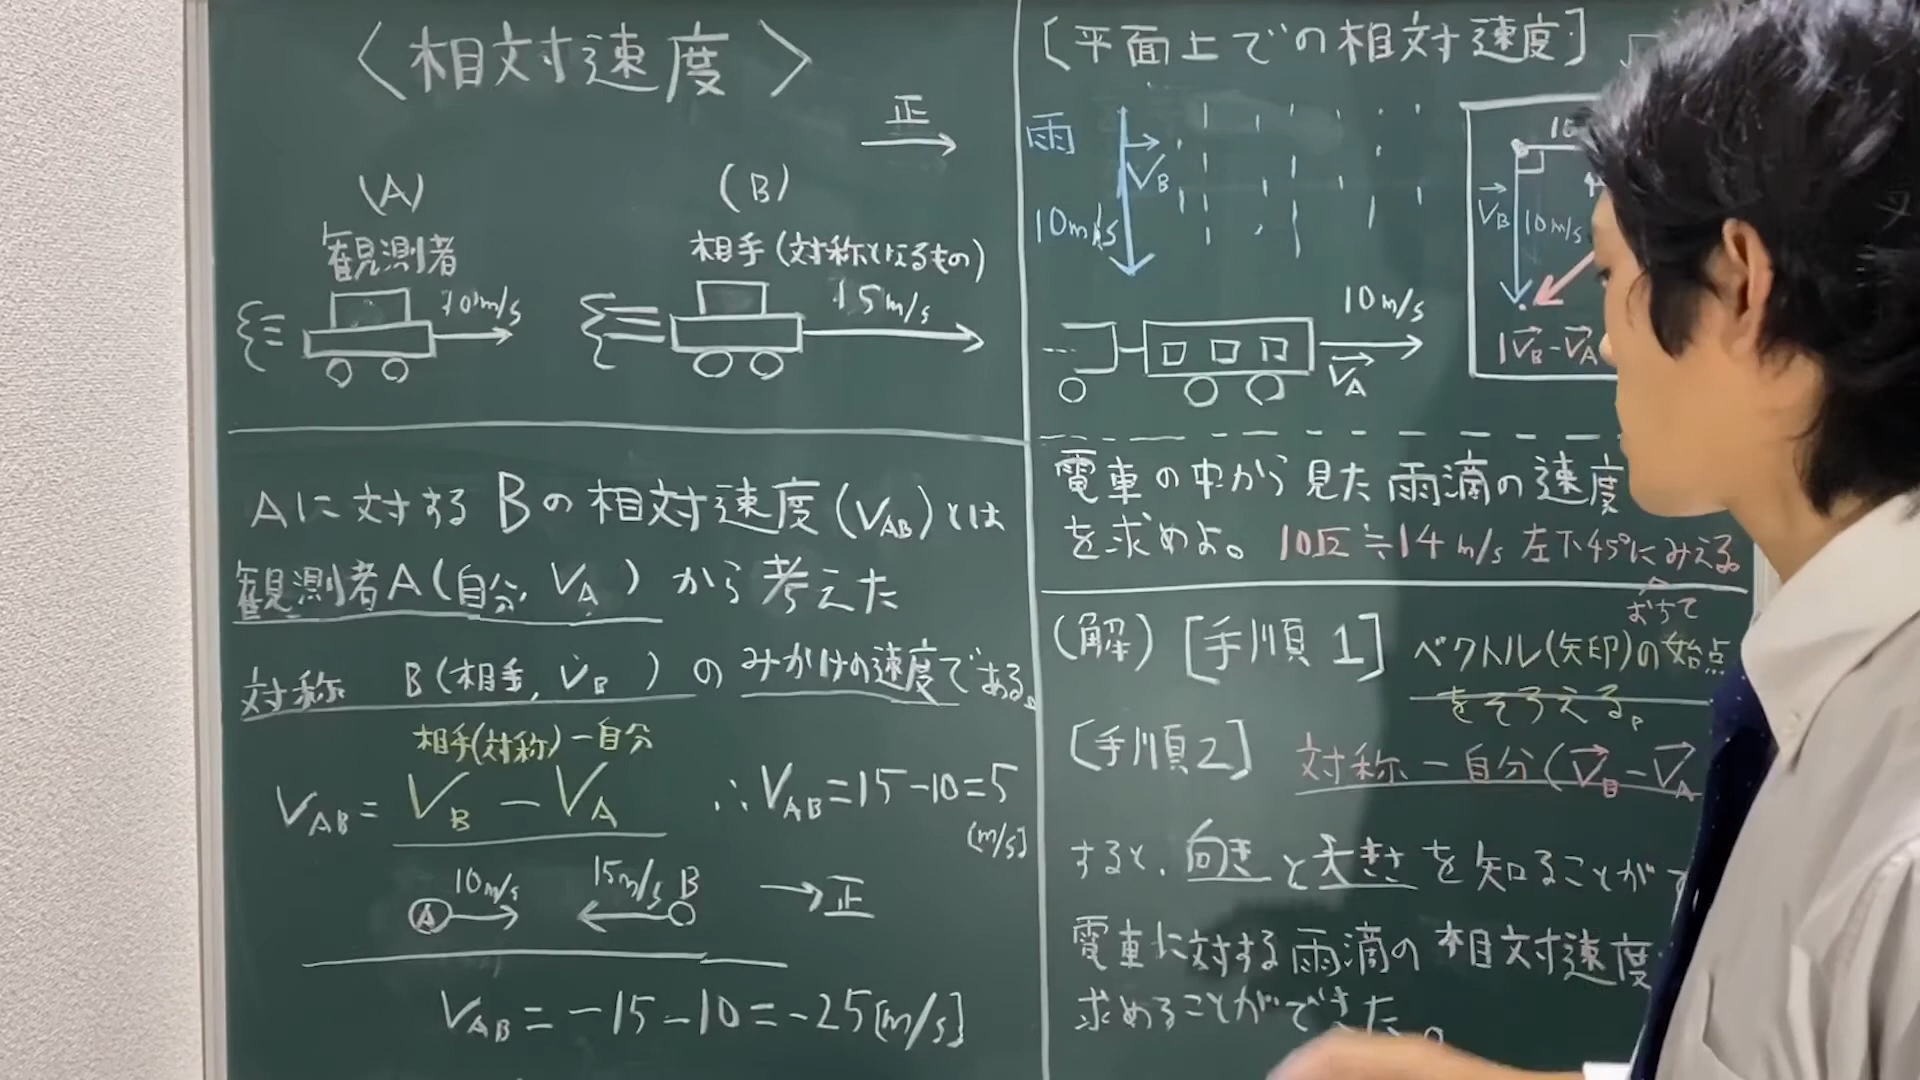 〈相対速度〉
正
(A)
(B)
観測者
相手(対称となるもの)
10m/s
15m/s
Aに対するBの相対速度(VAB)とは
観測者A(自分, VA)から考えた
対称 B(相手, VB)のみかけの速度である。
相手(対称)-自分
VAB= VB - VA
∴VAB=15-10=5
[m/s]
10m/s
15m/s B
A
→正
VAB=-15-10=-25[m/s]
[平面上での相対速度]
雨
VB
10m/s
10m/s
VA
10
VB
10m/s
|VB-VA
電車の中から見た雨滴の速度
を求めよ。 10√2≒14m/s 左下45°にみえる。
おちて
(解)[手順1] ベクトル(矢印)の始点
をそろえる。
[手順2] 対称-自分(VB-VA
すると、向きと大きさを知ることが
電車に対する雨滴の相対速度
求めることができた。